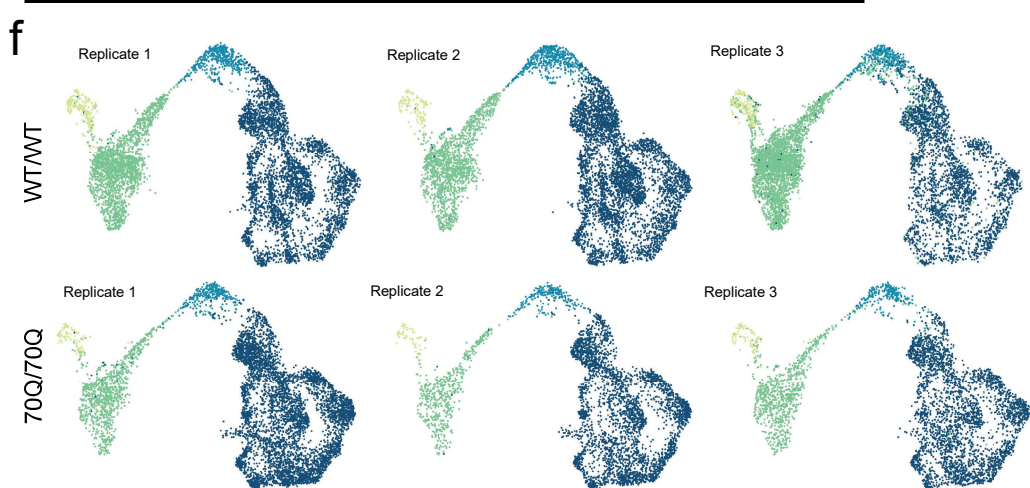 f
Replicate 1
Replicate 2
Replicate 3
WT/WT
Replicate 1
Replicate 2
Replicate 3
70Q/70Q